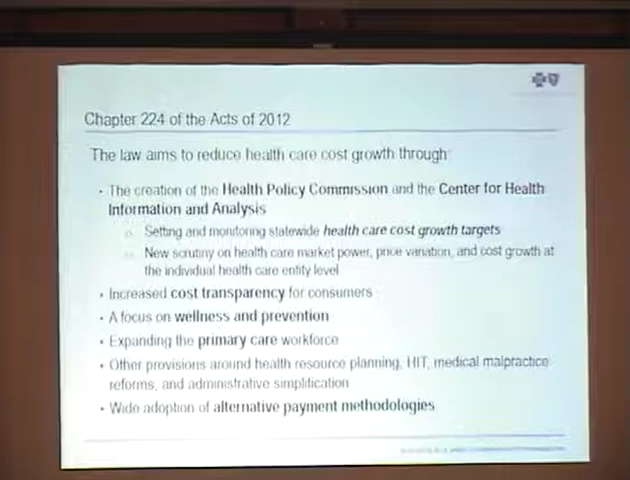 Chapter 224 of the Acts of 2012
The law aims to reduce health care cost growth through:
• The creation of the Health Policy Commission and the Center for Health
Information and Analysis
Setting and monitoring statewide health care cost growth targets
New scrutiny on health care market power, price variation, and cost growth at
the individual health care entity level
• Increased cost transparency for consumers
• A focus on wellness and prevention
• Expanding the primary care workforce
• Other provisions around health resource planning, HIT, medical malpractice
reforms, and administrative simplification
• Wide adoption of alternative payment methodologies